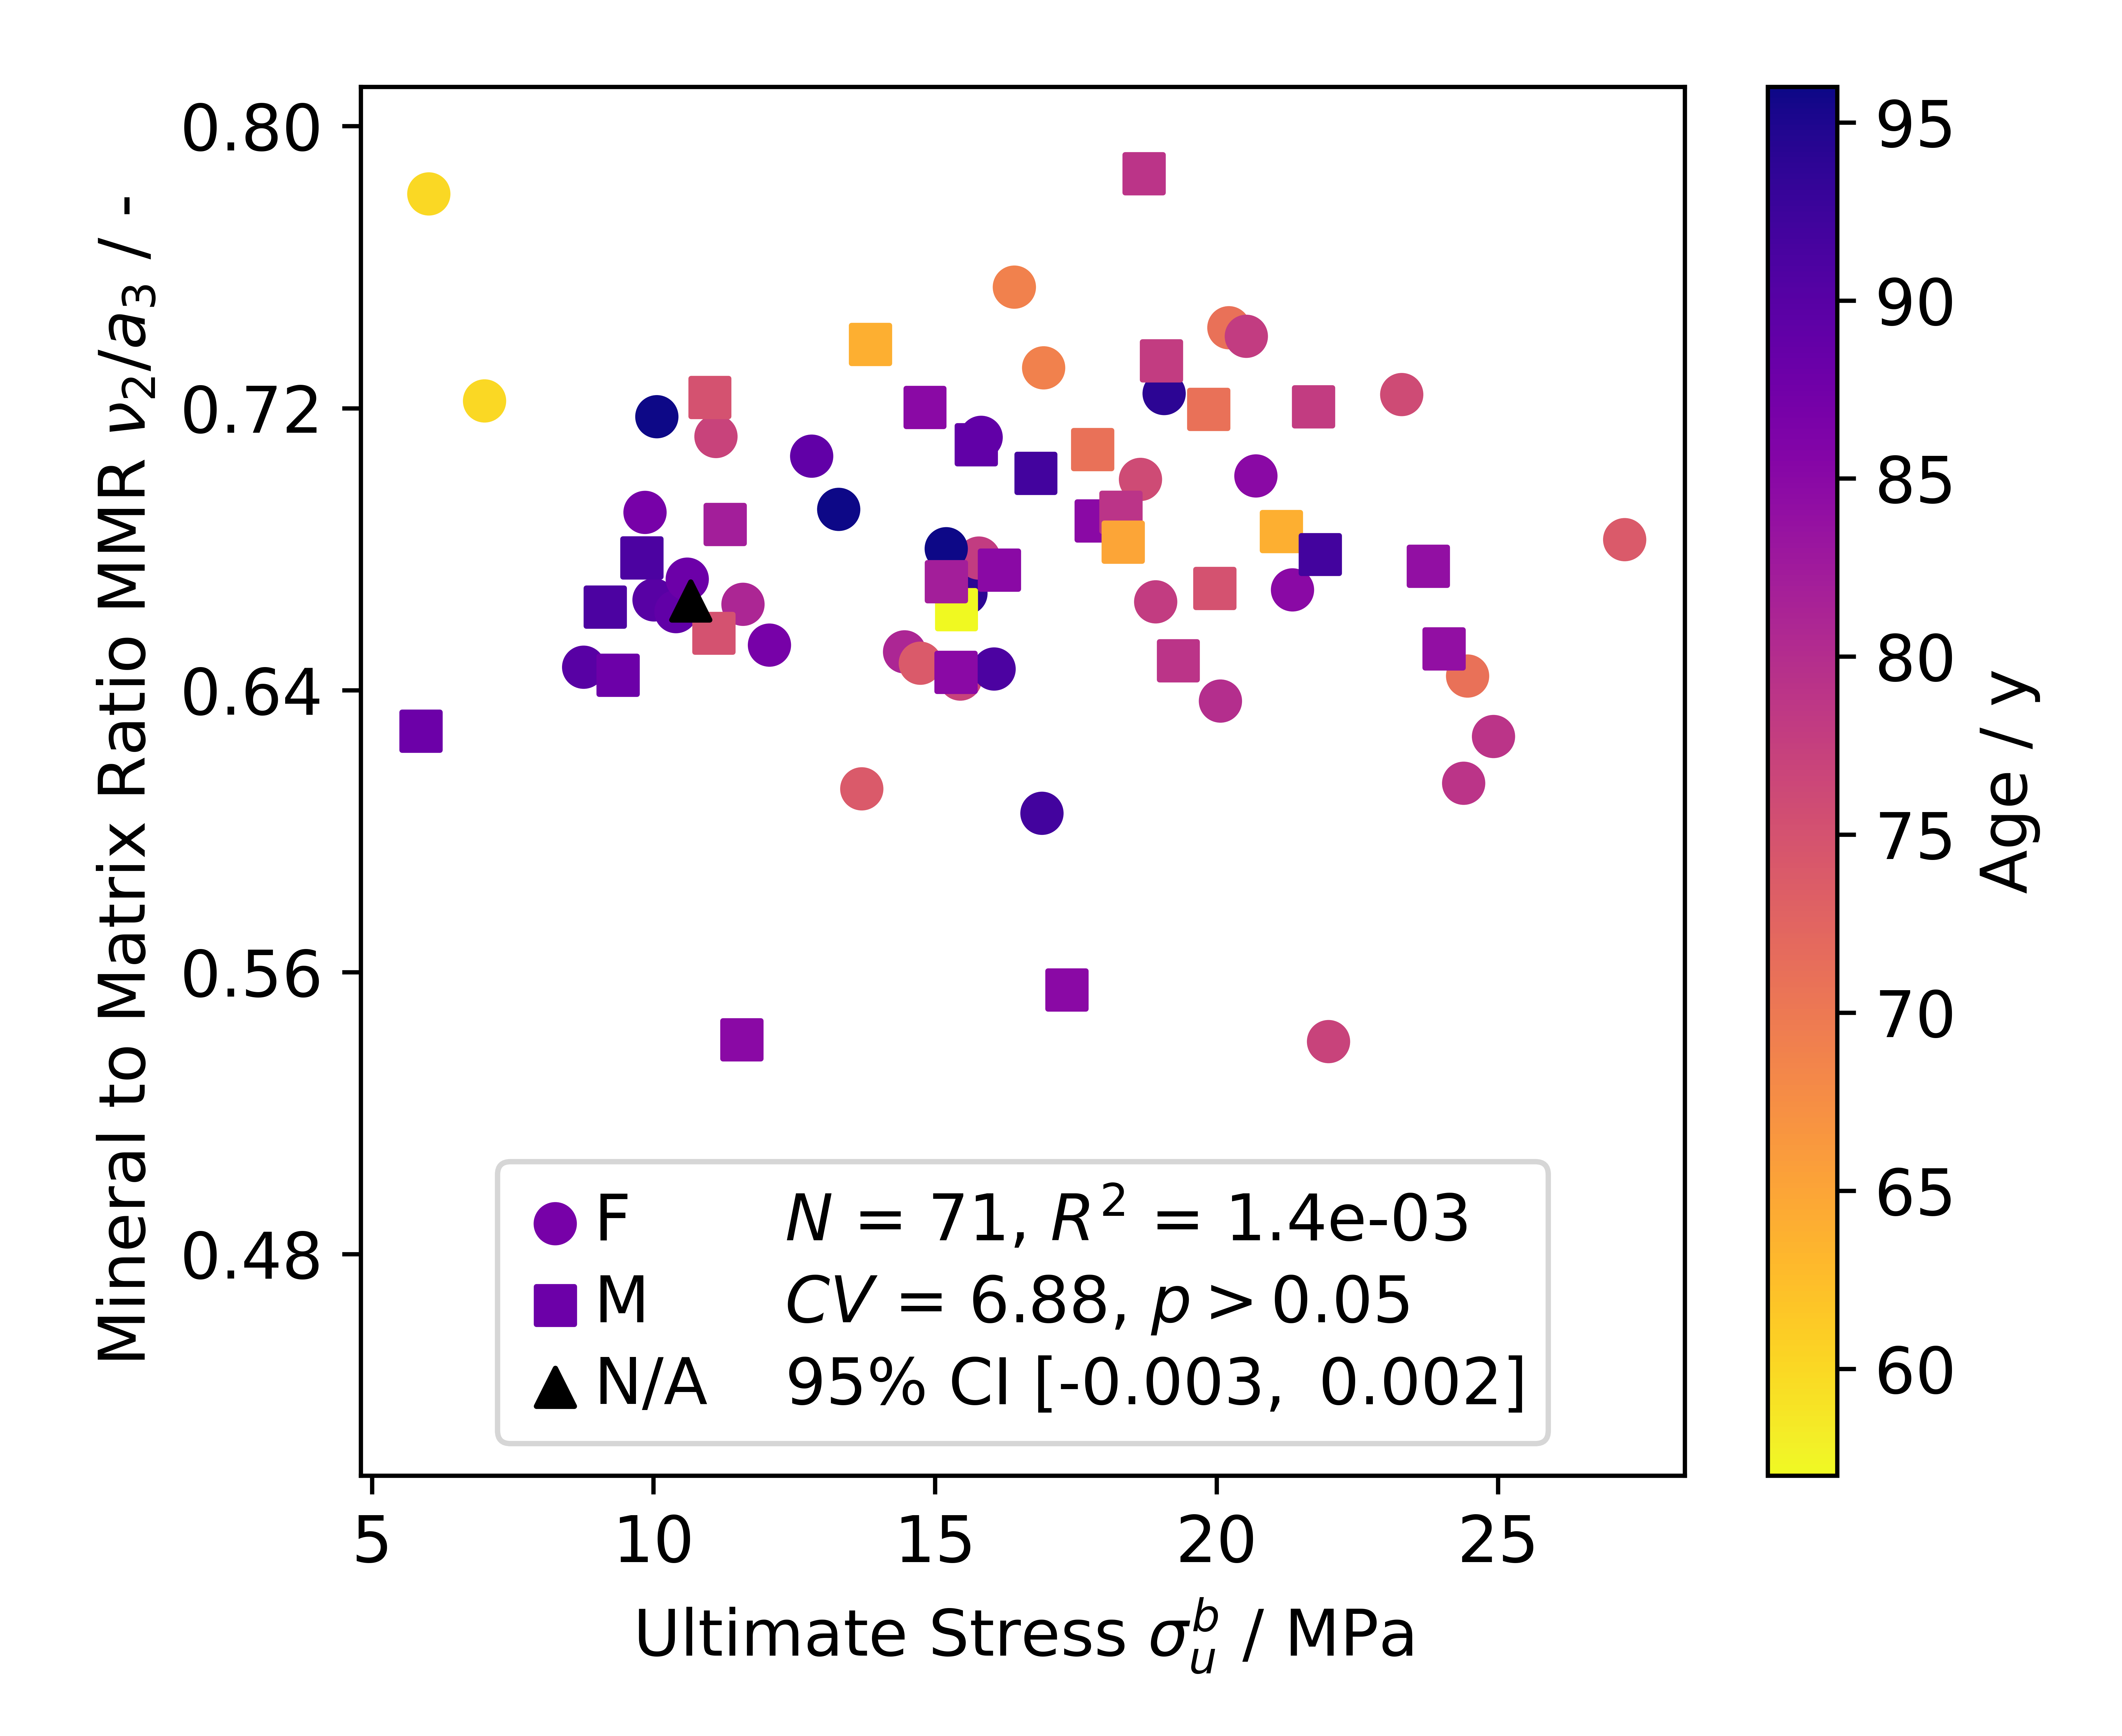 Mineral to Matrix Ratio MMR ν₂/a₃ / -
0.80
0.72
0.64
0.56
0.48
F
M
N/A
N = 71, R² = 1.4e-03
CV = 6.88, p > 0.05
95% CI [-0.003, 0.002]
5 10 15 20 25
Ultimate Stress σᵤᵇ / MPa
95
90
85
80
75
70
65
60
Age / y